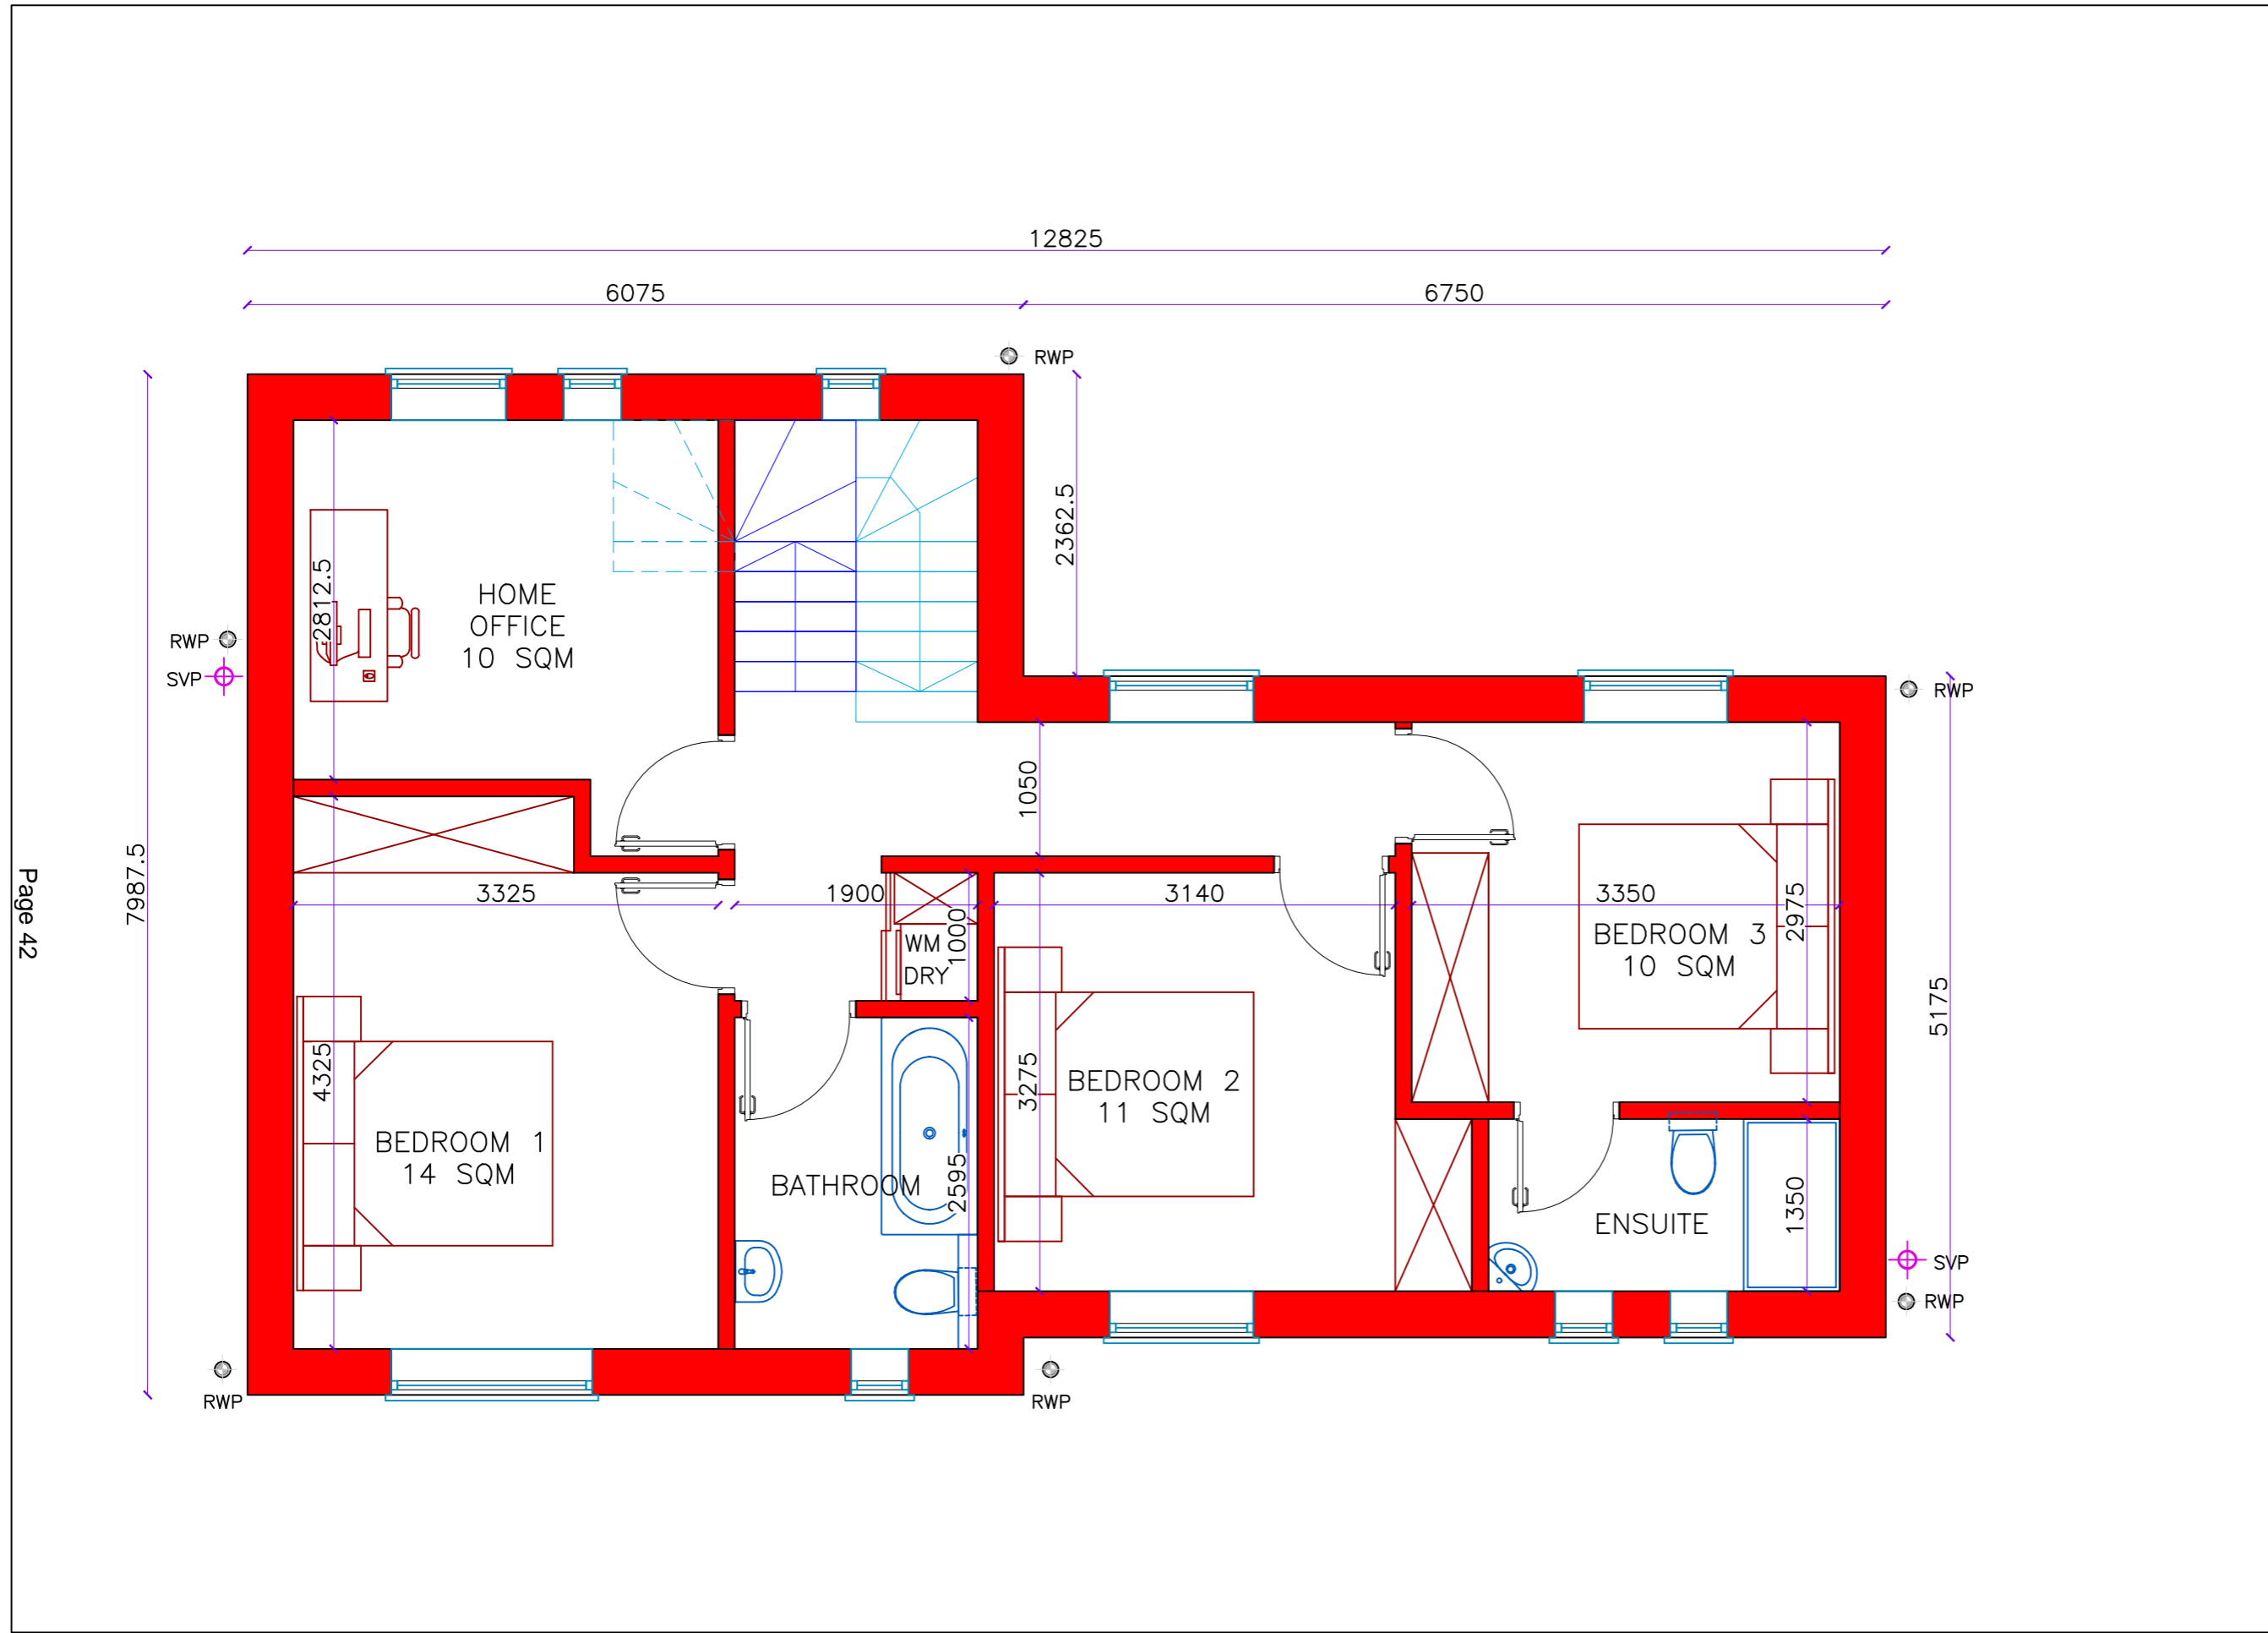 12825
6075
6750
RWP
2362.5
HOME
OFFICE
10 SQM
2812.5
RWP
SVP
RWP
1050
7987.5
Page 42
3325
1900
3140
3350
1000
WM
DRY
2975
BEDROOM 3
10 SQM
5175
4325
3275
BEDROOM 2
11 SQM
BEDROOM 1
14 SQM
BATHROOM
2595
1350
ENSUITE
SVP
RWP
RWP
RWP